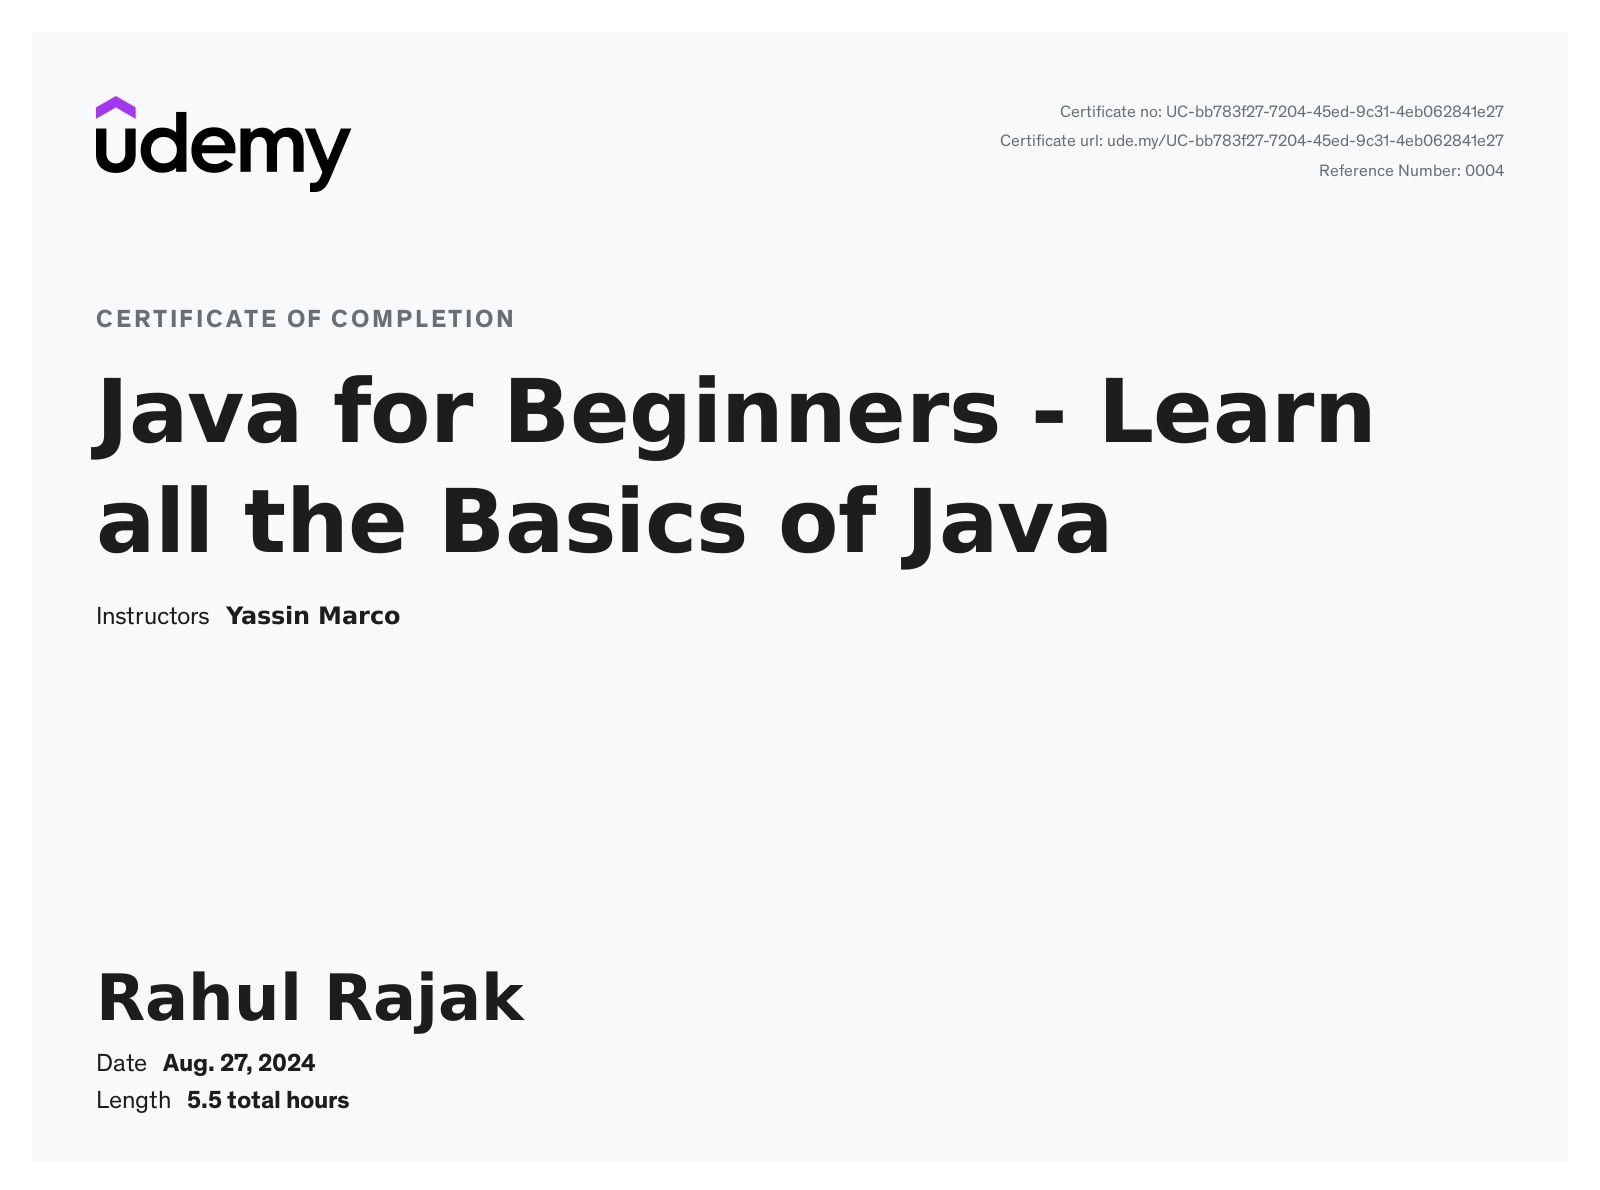 udemy
Certificate no: UC-bb783f27-7204-45ed-9c31-4eb062841e27
Certificate url: ude.my/UC-bb783f27-7204-45ed-9c31-4eb062841e27
Reference Number: 0004
CERTIFICATE OF COMPLETION
Java for Beginners - Learn
all the Basics of Java
Instructors Yassin Marco
Rahul Rajak
Date Aug. 27, 2024
Length 5.5 total hours